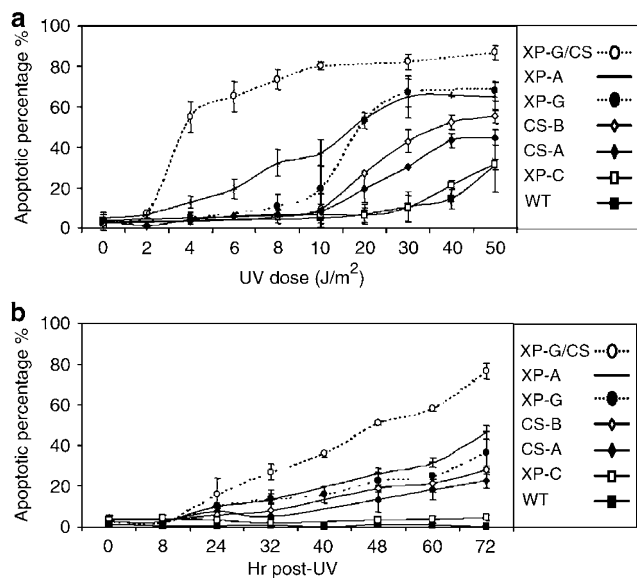 a
Apoptotic percentage %
100
80
60
40
20
0
0 2 4 6 8 10 20 30 40 50
UV dose (J/m2)
XP-G/CS
XP-A
XP-G
CS-B
CS-A
XP-C
WT
b
Apoptotic percentage %
100
80
60
40
20
0
0 8 24 32 40 48 60 72
Hr post-UV
XP-G/CS
XP-A
XP-G
CS-B
CS-A
XP-C
WT